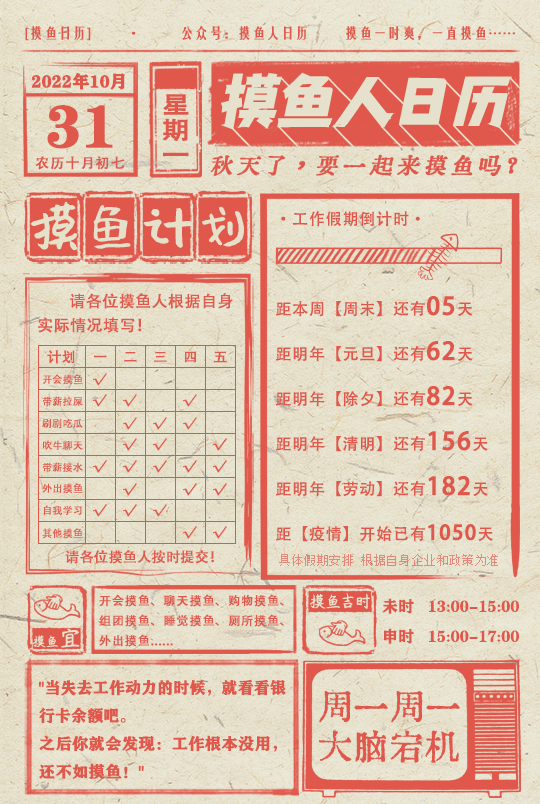 [摸鱼日历] · 公众号：摸鱼人日历 摸鱼一时爽，一直摸鱼······
2022年10月
31
农历十月初七
星期一
摸鱼人日历
秋天了，要一起来摸鱼吗？
摸鱼计划
请各位摸鱼人根据自身
实际情况填写！
计划 一 二 三 四 五
开会摸鱼 ✓
带薪拉屎 ✓ ✓ ✓
刷剧吃瓜 ✓ ✓ ✓
吹牛聊天 ✓ ✓ ✓
带薪接水 ✓ ✓ ✓ ✓ ✓
外出摸鱼 ✓ ✓ ✓
自我学习 ✓ ✓ ✓
其他摸鱼 ✓ ✓
请各位摸鱼人按时提交！
·工作假期倒计时·
距本周【周末】还有05天
距明年【元旦】还有62天
距明年【除夕】还有82天
距明年【清明】还有156天
距明年【劳动】还有182天
距【疫情】开始已有1050天
具体假期安排 根据自身企业和政策为准
摸鱼宜
开会摸鱼、聊天摸鱼、购物摸鱼、
组团摸鱼、睡觉摸鱼、厕所摸鱼、
外出摸鱼......
摸鱼吉时
未时 13:00-15:00
申时 15:00-17:00
"当失去工作动力的时候，就看看银
行卡余额吧。
之后你就会发现：工作根本没用，
还不如摸鱼！"
周一周一
大脑宕机